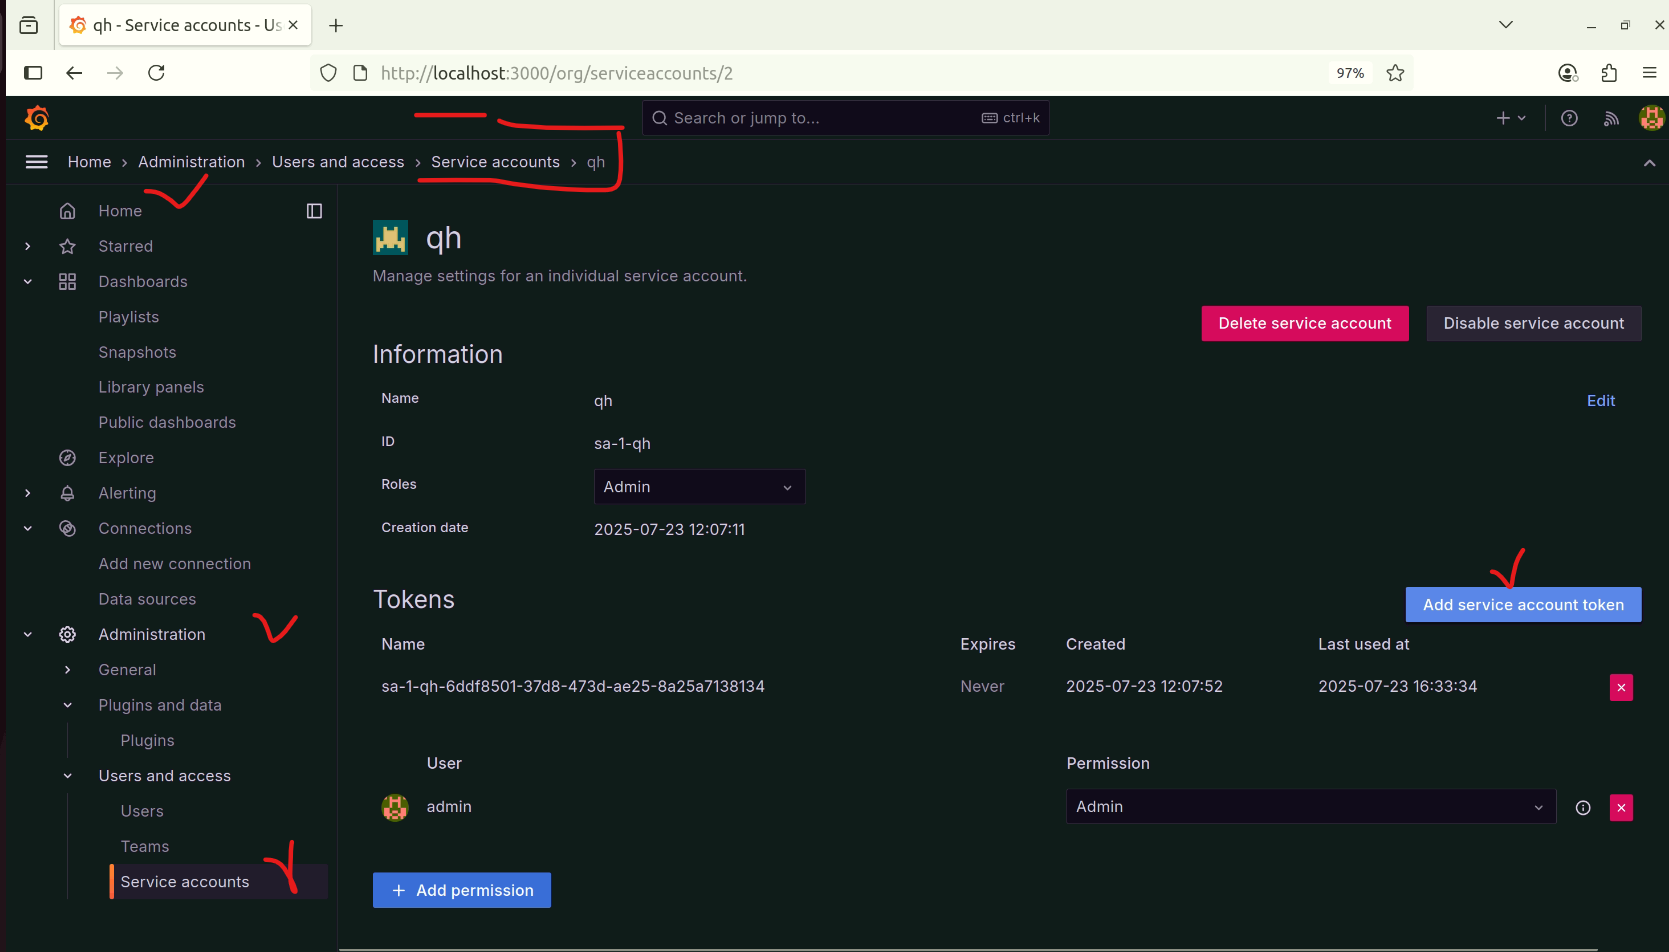 qh - Service accounts - Us
http://localhost:3000/org/serviceaccounts/2
97%
Search or jump to...
ctrl+k
Home › Administration › Users and access › Service accounts › qh
Home
Starred
Dashboards
Playlists
Snapshots
Library panels
Public dashboards
Explore
Alerting
Connections
Add new connection
Data sources
Administration
General
Plugins and data
Plugins
Users and access
Users
Teams
Service accounts
qh
Manage settings for an individual service account.
Delete service account
Disable service account
Information
Name qh Edit
ID sa-1-qh
Roles Admin
Creation date 2025-07-23 12:07:11
Tokens
Add service account token
Name Expires Created Last used at
sa-1-qh-6ddf8501-37d8-473d-ae25-8a25a7138134 Never 2025-07-23 12:07:52 2025-07-23 16:33:34
User Permission
admin Admin
+ Add permission